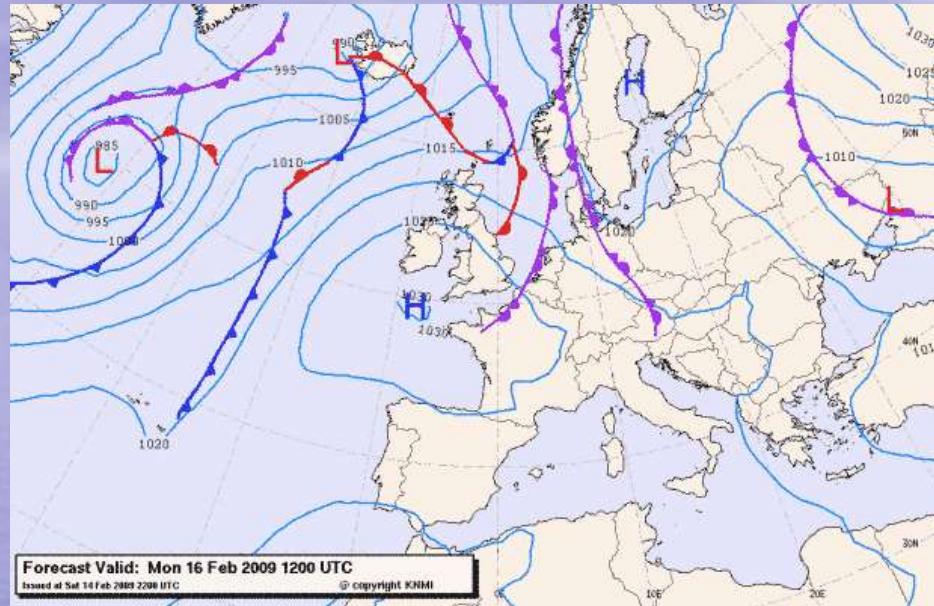 990
L
995
1005
1010
1015
H
1030
1025
1020
50N
1010
L
985
L
990
995
1000
1020
1030
H
1030
40N
1020
Forecast Valid: Mon 16 Feb 2009 1200 UTC
Issued at Sat 14 Feb 2009 2200 UTC
@ copyright KNMI
0E
10E
20E
30N